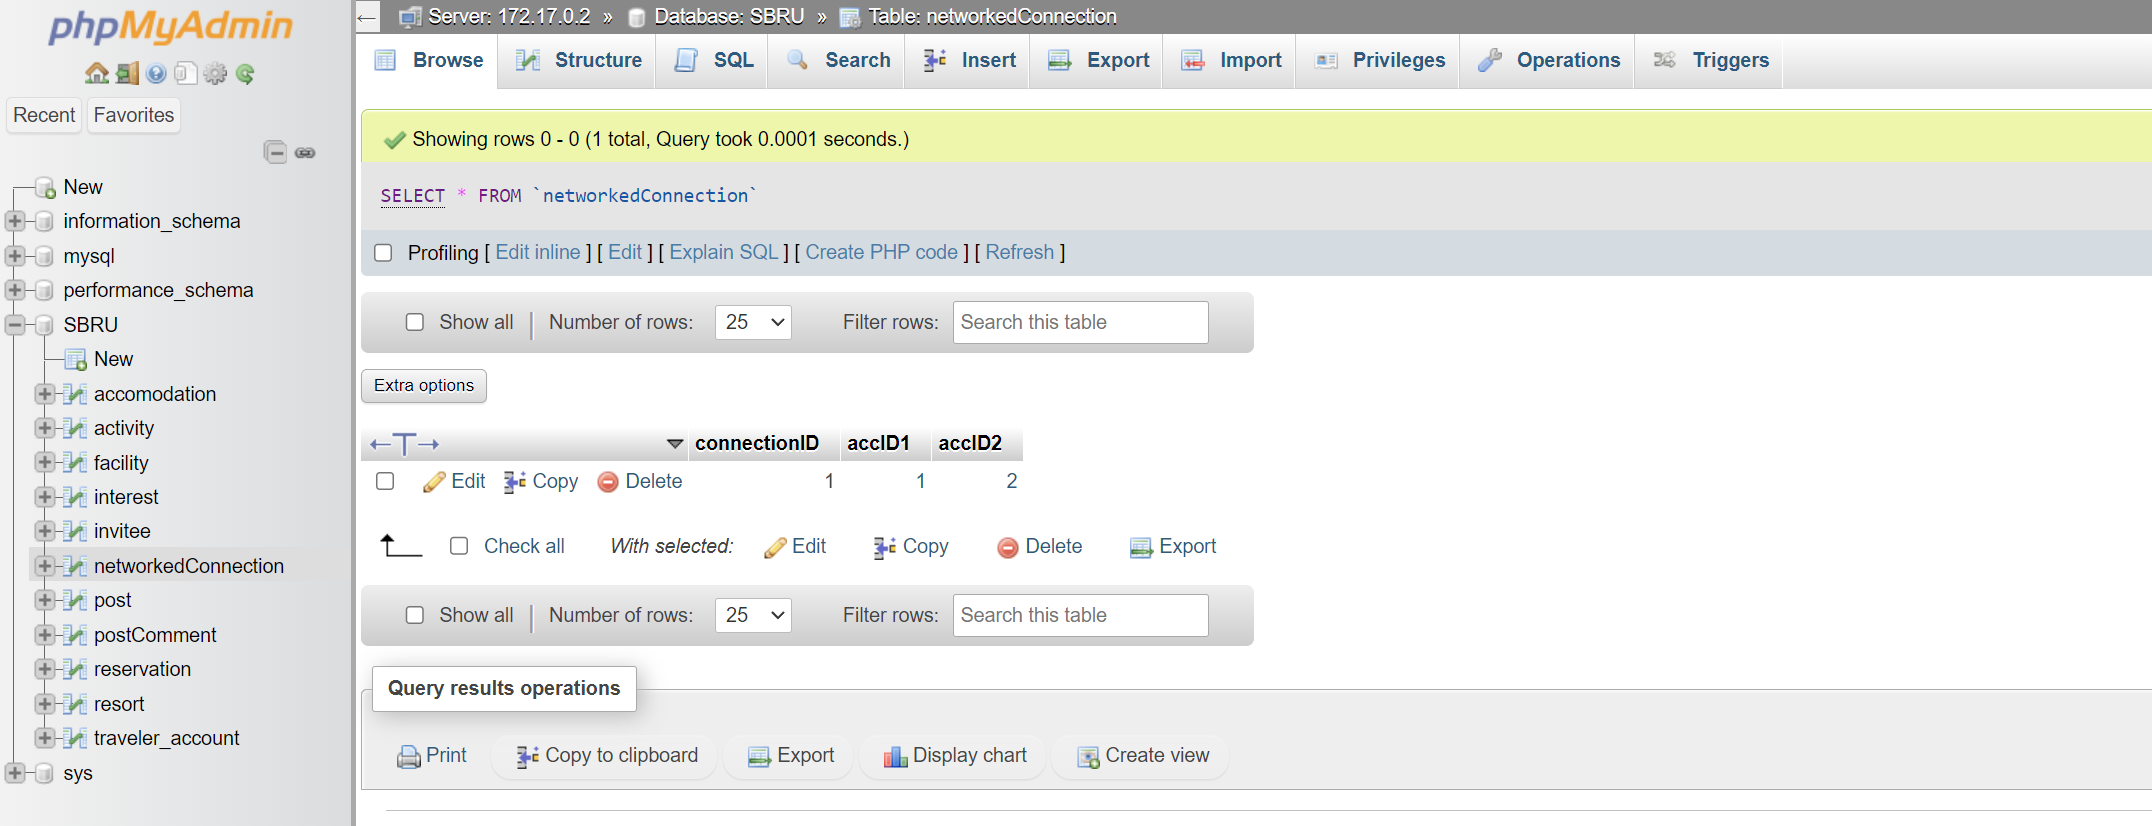 phpMyAdmin
Recent Favorites
New
information_schema
mysql
performance_schema
SBRU
New
accomodation
activity
facility
interest
invitee
networkedConnection
post
postComment
reservation
resort
traveler_account
sys
Server: 172.17.0.2 » Database: SBRU » Table: networkedConnection
Browse Structure SQL Search Insert Export Import Privileges Operations Triggers
Showing rows 0 - 0 (1 total, Query took 0.0001 seconds.)
SELECT * FROM `networkedConnection`
Profiling [ Edit inline ] [ Edit ] [ Explain SQL ] [ Create PHP code ] [ Refresh ]
Show all | Number of rows: 25 Filter rows: Search this table
Extra options
←T→ connectionID accID1 accID2
Edit Copy Delete 1 1 2
Check all With selected: Edit Copy Delete Export
Show all | Number of rows: 25 Filter rows: Search this table
Query results operations
Print Copy to clipboard Export Display chart Create view